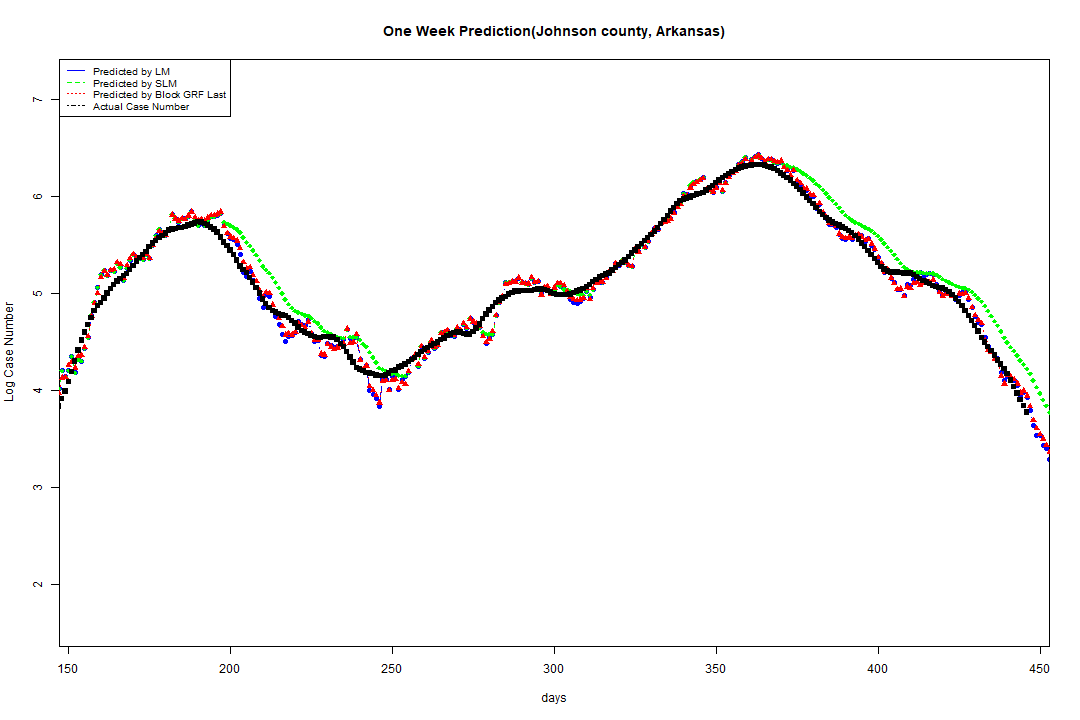 One Week Prediction(Johnson county, Arkansas)
Predicted by LM
Predicted by SLM
Predicted by Block GRF Last
Actual Case Number
7
6
5
4
3
2
Log Case Number
150 200 250 300 350 400 450
days